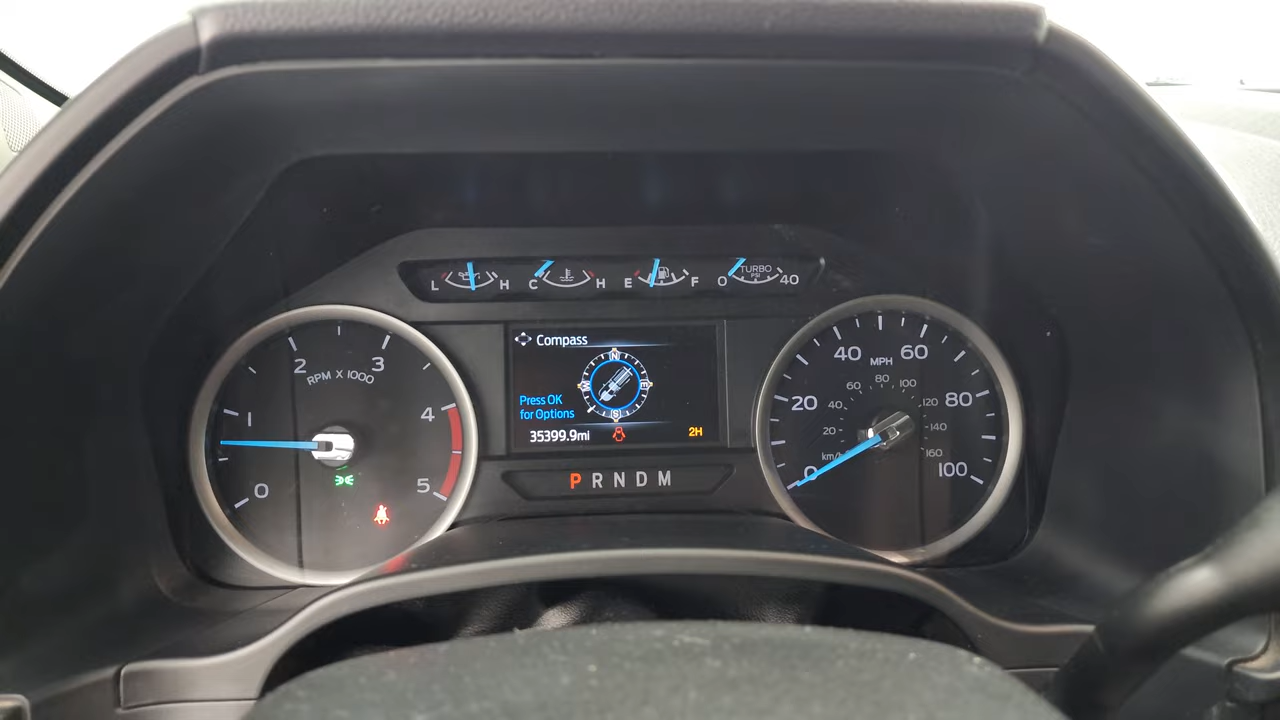 L H C H E F 0 TURBO PSI 40
0 1 2 3 4 5
RPM X 1000
Compass
N
E
S
W
Press OK
for Options
35399.9mi 2H
P R N D M
0 20 40 60 80 100
MPH
20 40 60 80 100 120 140 160
km/h